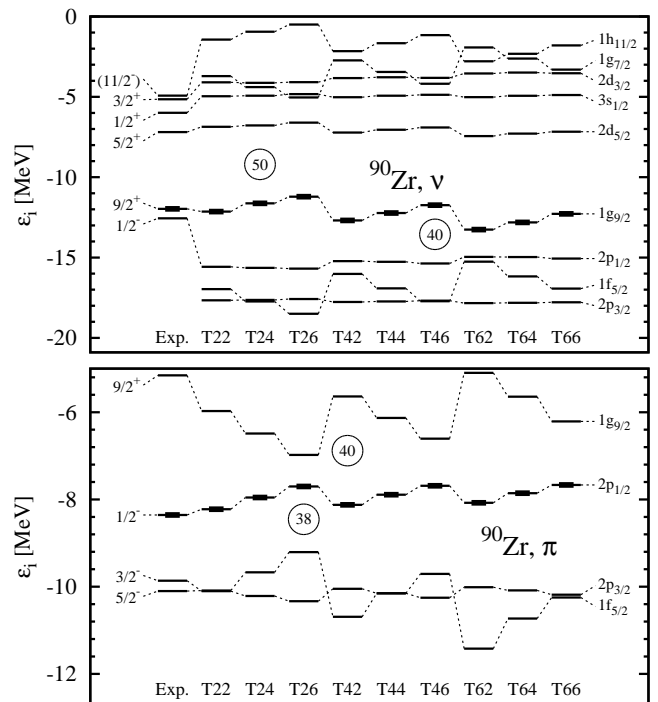 0
-5
-10
-15
-20
εi [MeV]
(11/2-)
3/2+
1/2+
5/2+
9/2+
1/2-
50
90Zr, ν
40
1h11/2
1g7/2
2d3/2
3s1/2
2d5/2
1g9/2
2p1/2
1f5/2
2p3/2
Exp. T22 T24 T26 T42 T44 T46 T62 T64 T66
-6
-8
-10
-12
εi [MeV]
9/2+
1/2-
3/2-
5/2-
40
38
90Zr, π
1g9/2
2p1/2
2p3/2
1f5/2
Exp. T22 T24 T26 T42 T44 T46 T62 T64 T66